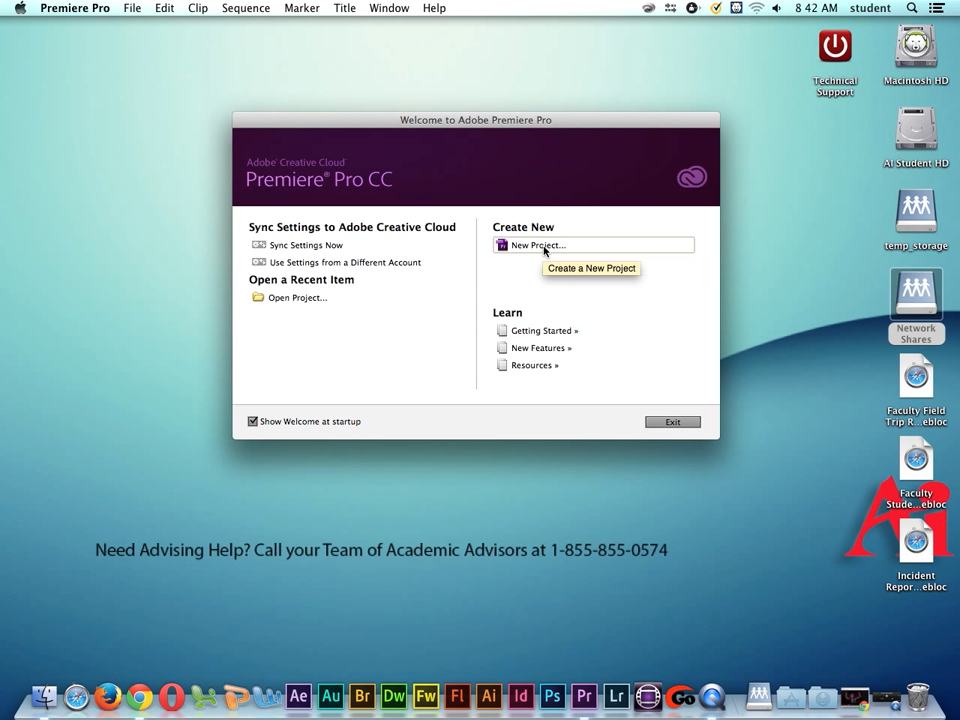 Premiere Pro File Edit Clip Sequence Marker Title Window Help 8:42 AM student
Technical
Support
Macintosh HD
AI Student HD
temp_storage
Network
Shares
Faculty Field
Trip R...ebloc
Faculty
Stude...ebloc
Incident
Repor...ebloc
Welcome to Adobe Premiere Pro
Adobe® Creative Cloud™
Premiere® Pro CC
Sync Settings to Adobe Creative Cloud
Sync Settings Now
Use Settings from a Different Account
Open a Recent Item
Open Project...
Create New
Pr New Project...
Create a New Project
Learn
Getting Started »
New Features »
Resources »
Show Welcome at startup
Exit
Need Advising Help? Call your Team of Academic Advisors at 1-855-855-0574
Ae Au Br Dw Fw Fl Ai Id Ps Pr Lr Go